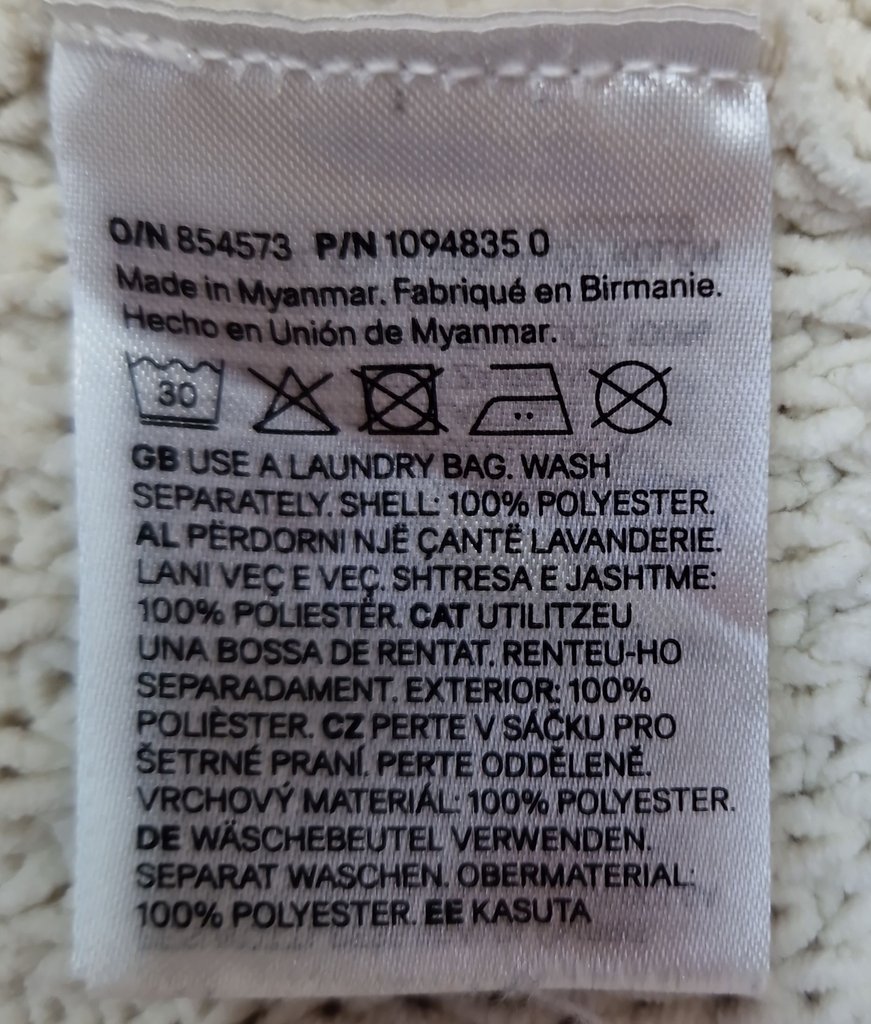 O/N 854573 P/N 1094835 0
Made in Myanmar. Fabriqué en Birmanie.
Hecho en Unión de Myanmar.
30
GB USE A LAUNDRY BAG. WASH
SEPARATELY. SHELL: 100% POLYESTER.
AL PËRDORNI NJË ÇANTË LAVANDERIE.
LANI VEÇ E VEÇ. SHTRESA E JASHTME:
100% POLIESTËR. CAT UTILITZEU
UNA BOSSA DE RENTAT. RENTEU-HO
SEPARADAMENT. EXTERIOR: 100%
POLIÈSTER. CZ PERTE V SÁČKU PRO
ŠETRNÉ PRANÍ. PERTE ODDĚLENĚ.
VRCHOVÝ MATERIÁL: 100% POLYESTER.
DE WÄSCHEBEUTEL VERWENDEN.
SEPARAT WASCHEN. OBERMATERIAL:
100% POLYESTER. EE KASUTA